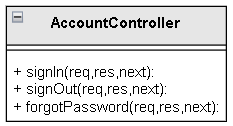 AccountController
+ signIn(req,res,next):
+ signOut(req,res,next):
+ forgotPassword(req,res,next):